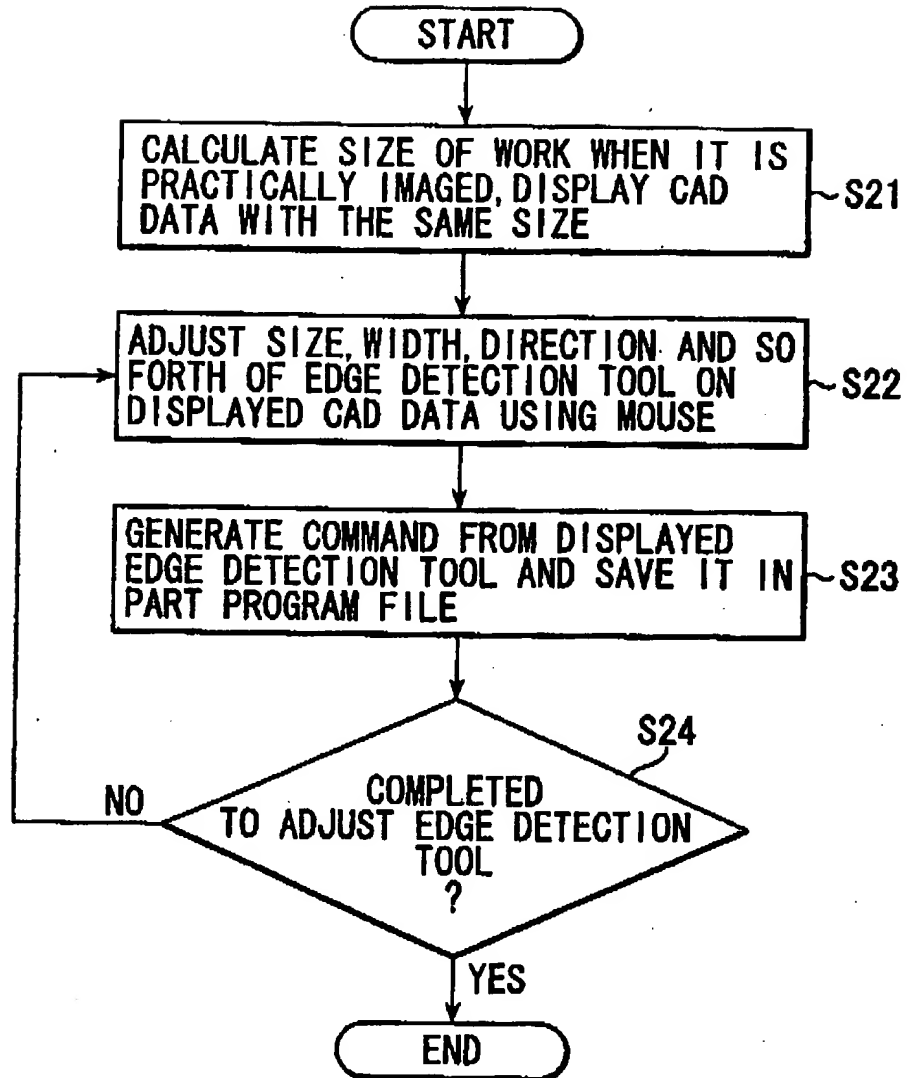 START
CALCULATE SIZE OF WORK WHEN IT IS
PRACTICALLY IMAGED, DISPLAY CAD
DATA WITH THE SAME SIZE
S21
ADJUST SIZE, WIDTH, DIRECTION AND SO
FORTH OF EDGE DETECTION TOOL ON
DISPLAYED CAD DATA USING MOUSE
S22
GENERATE COMMAND FROM DISPLAYED
EDGE DETECTION TOOL AND SAVE IT IN
PART PROGRAM FILE
S23
S24
COMPLETED
TO ADJUST EDGE DETECTION
TOOL
?
NO
YES
END